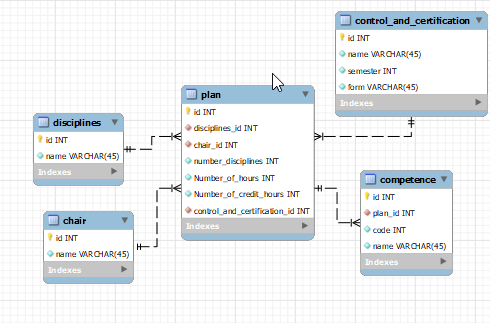 control_and_certification
id INT
name VARCHAR(45)
semester INT
form VARCHAR(45)
Indexes
plan
id INT
disciplines_id INT
chair_id INT
number_disciplines INT
Number_of_hours INT
Number_of_credit_hours INT
control_and_certification_id INT
Indexes
disciplines
id INT
name VARCHAR(45)
Indexes
competence
id INT
plan_id INT
code INT
name VARCHAR(45)
Indexes
chair
id INT
name VARCHAR(45)
Indexes